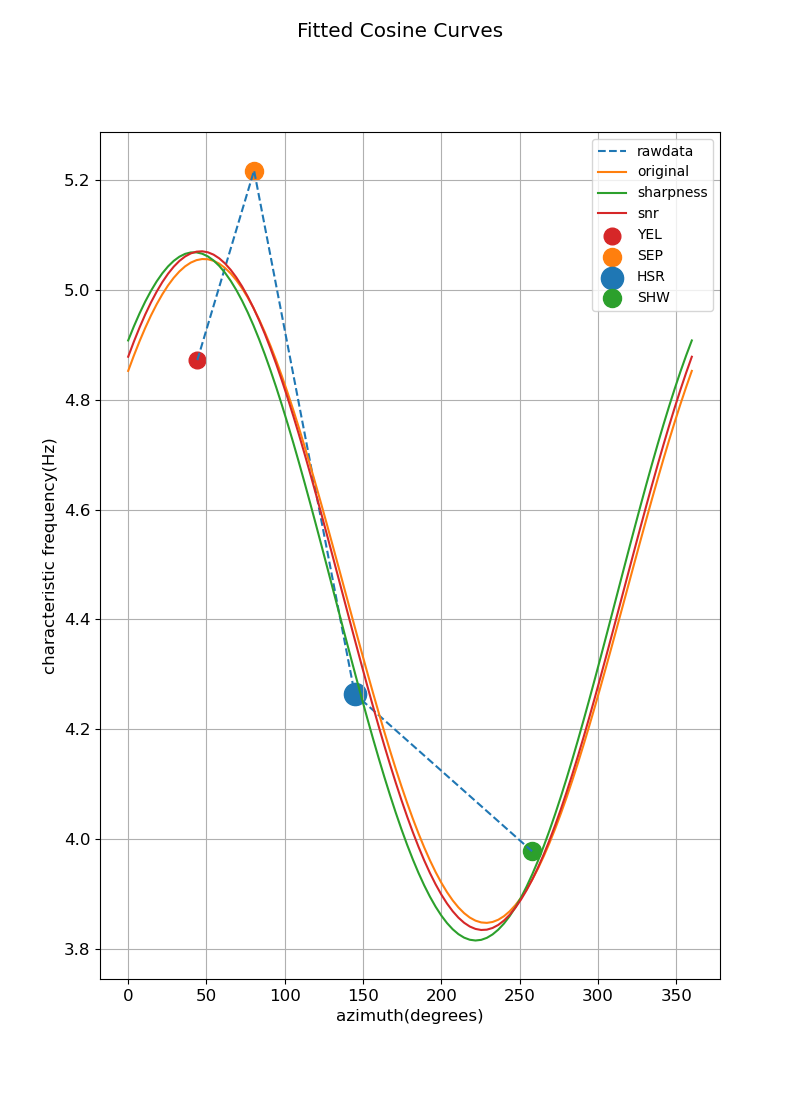 Fitted Cosine Curves
rawdata
original
sharpness
snr
YEL
SEP
HSR
SHW
characteristic frequency(Hz)
5.2
5.0
4.8
4.6
4.4
4.2
4.0
3.8
0 50 100 150 200 250 300 350
azimuth(degrees)